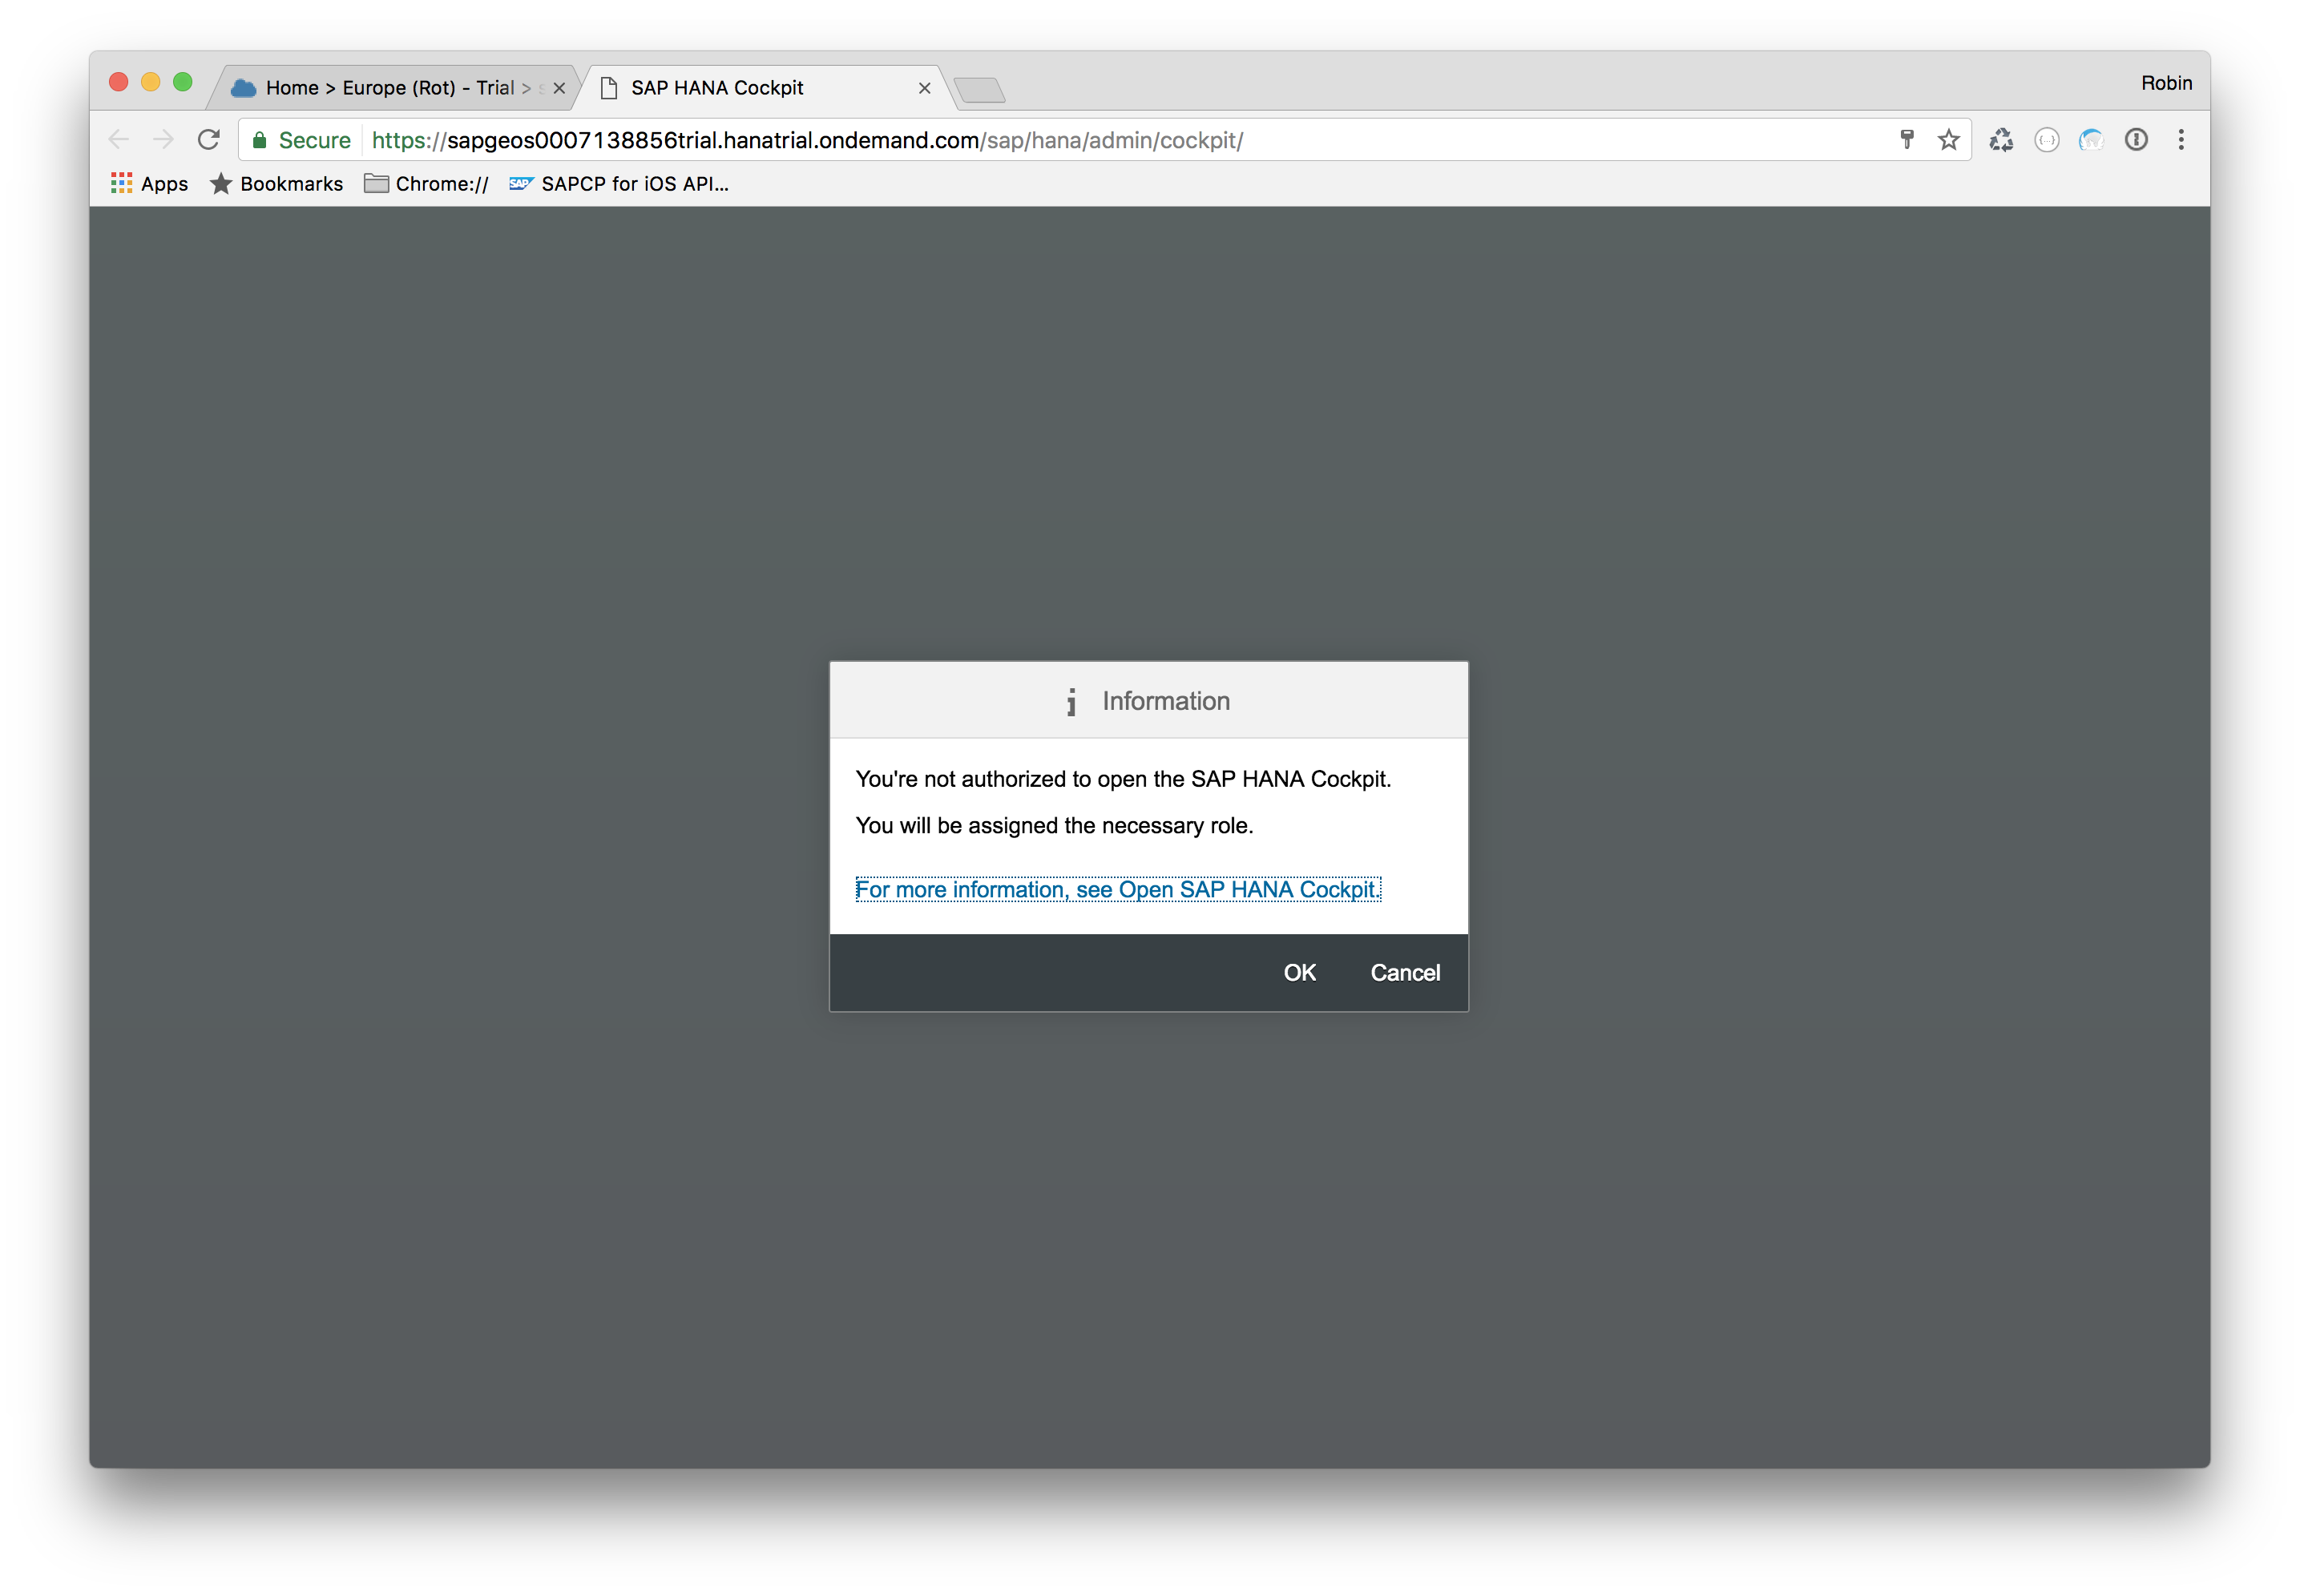 Home > Europe (Rot) - Trial >
SAP HANA Cockpit
Robin
Secure
https://sapgeos0007138856trial.hanatrial.ondemand.com/sap/hana/admin/cockpit/
Apps
Bookmarks
Chrome://
SAP
SAPCP for iOS API...
Information
You're not authorized to open the SAP HANA Cockpit.
You will be assigned the necessary role.
For more information, see Open SAP HANA Cockpit.
OK
Cancel